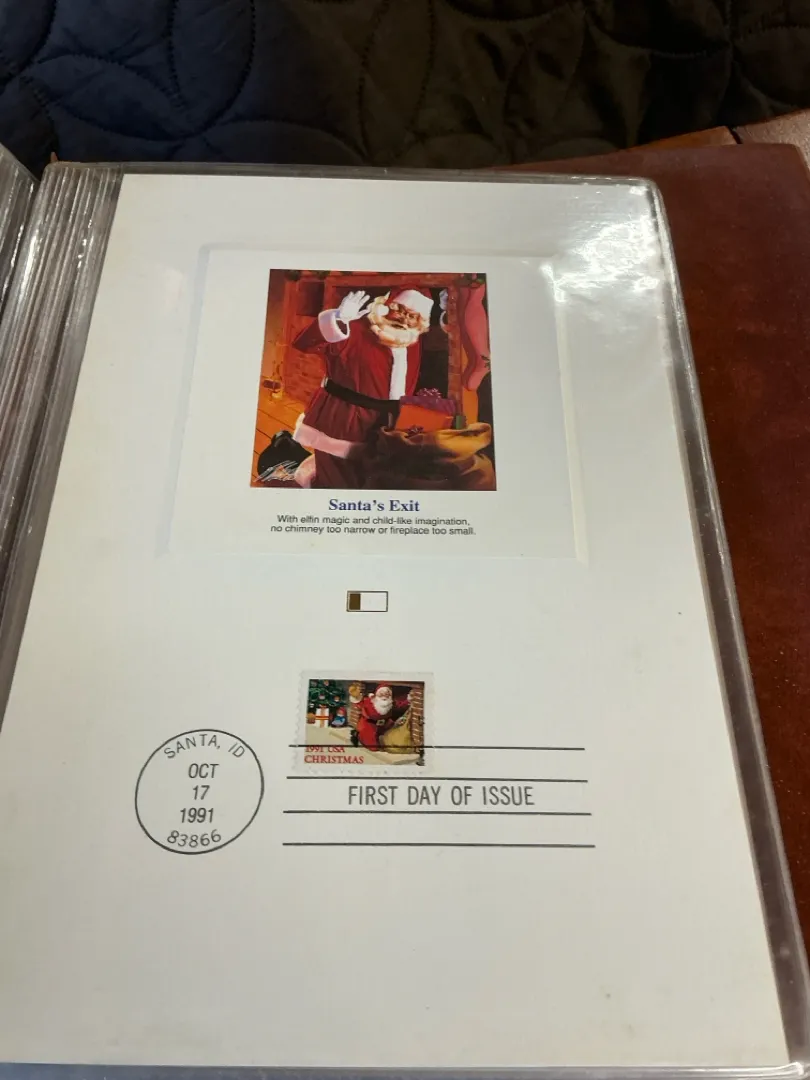 Santa's Exit
With elfin magic and child-like imagination,
no chimney too narrow or fireplace too small.
1991 USA
CHRISTMAS
SANTA, ID
OCT
17
1991
83866
FIRST DAY OF ISSUE